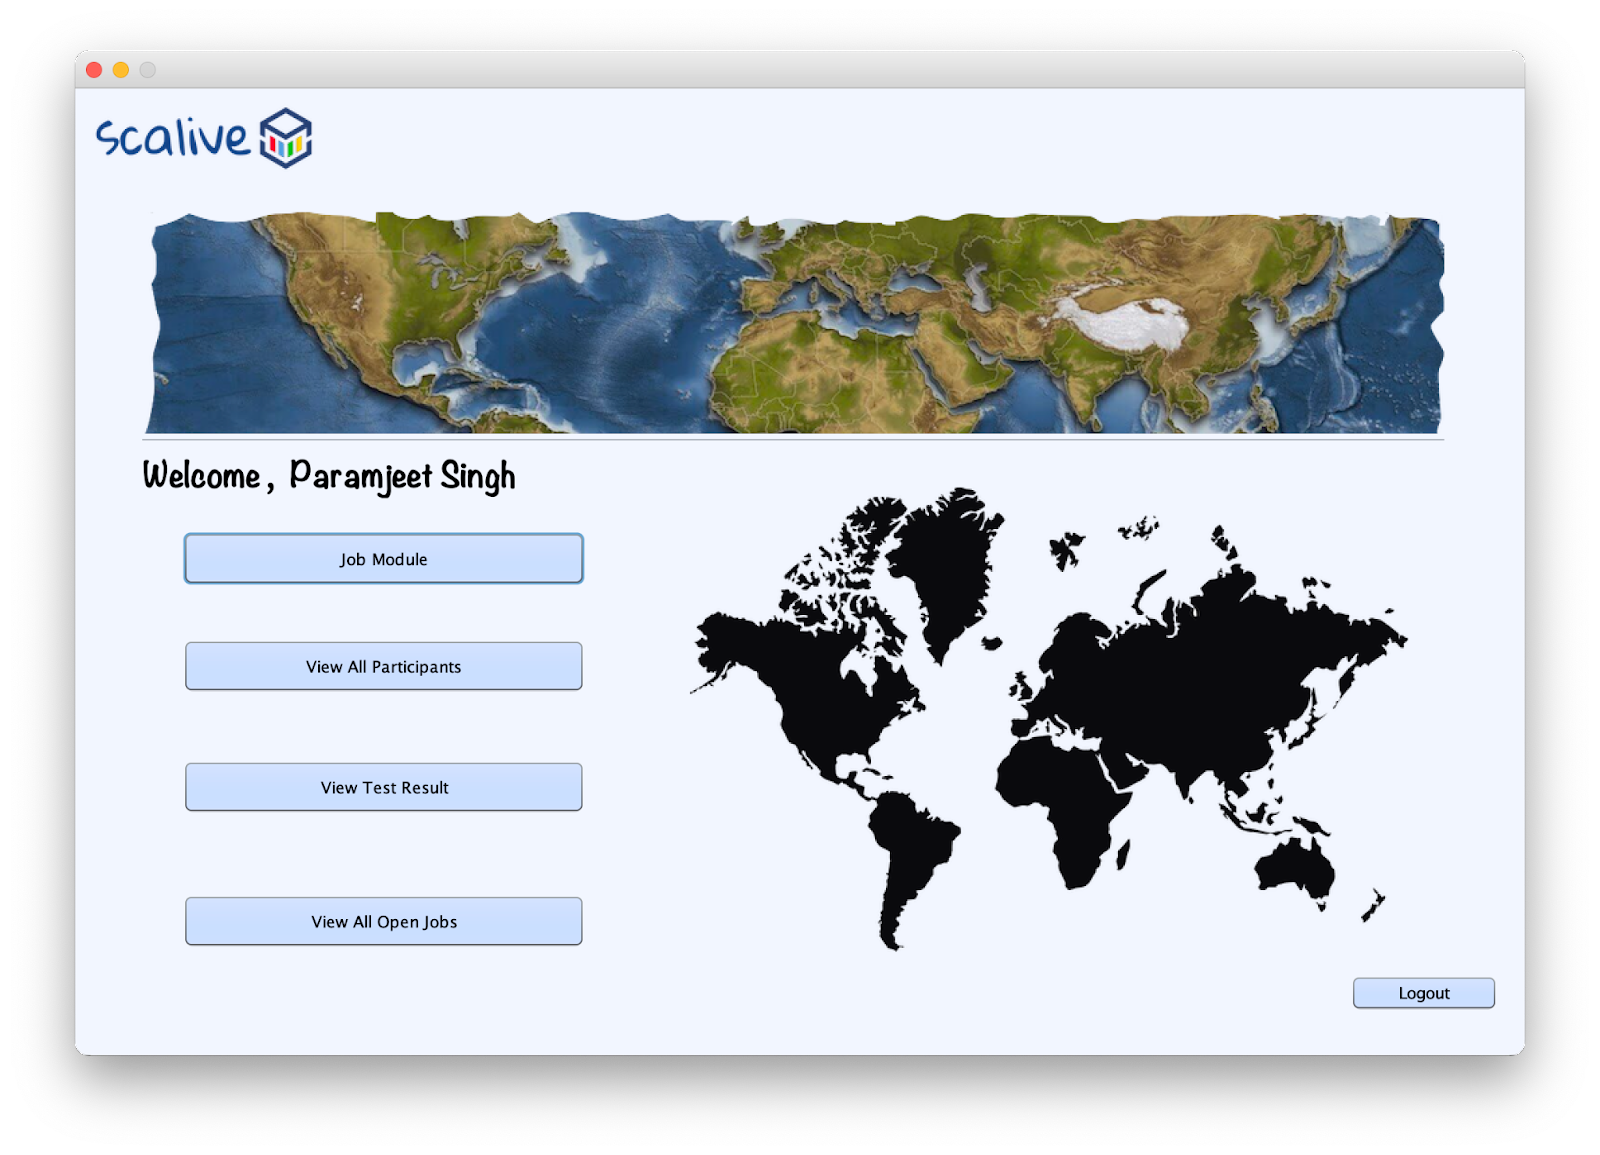 scalive
Welcome, Paramjeet Singh
Job Module
View All Participants
View Test Result
View All Open Jobs
Logout